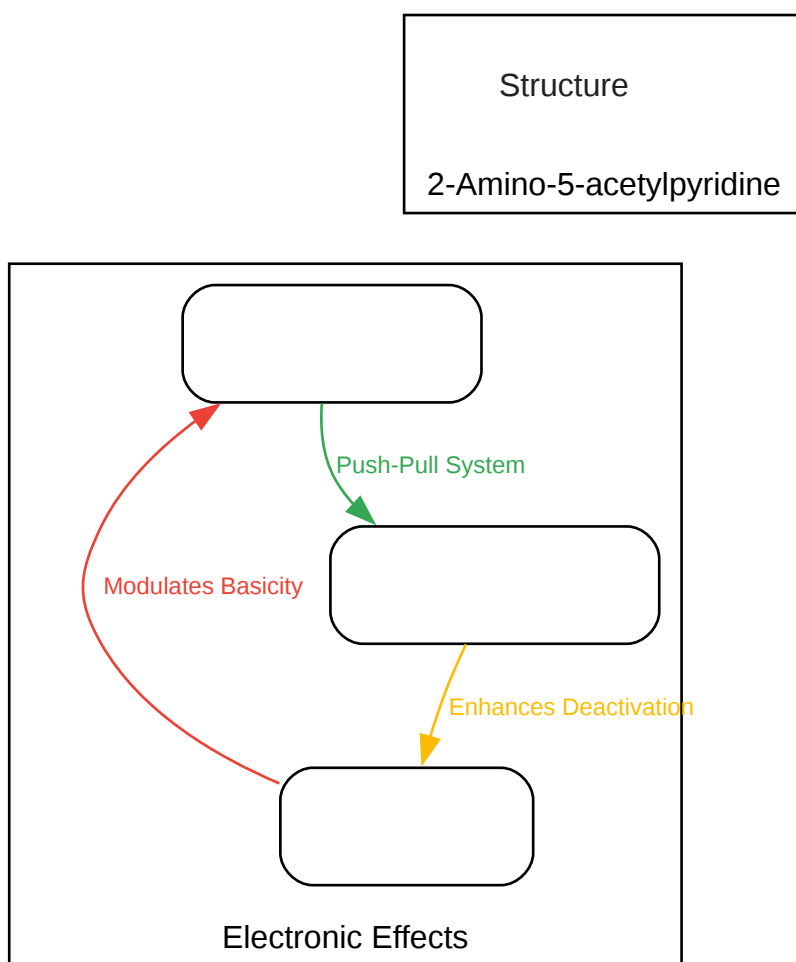 Structure
2-Amino-5-acetylpyridine
Push-Pull System
Modulates Basicity
Enhances Deactivation
Electronic Effects